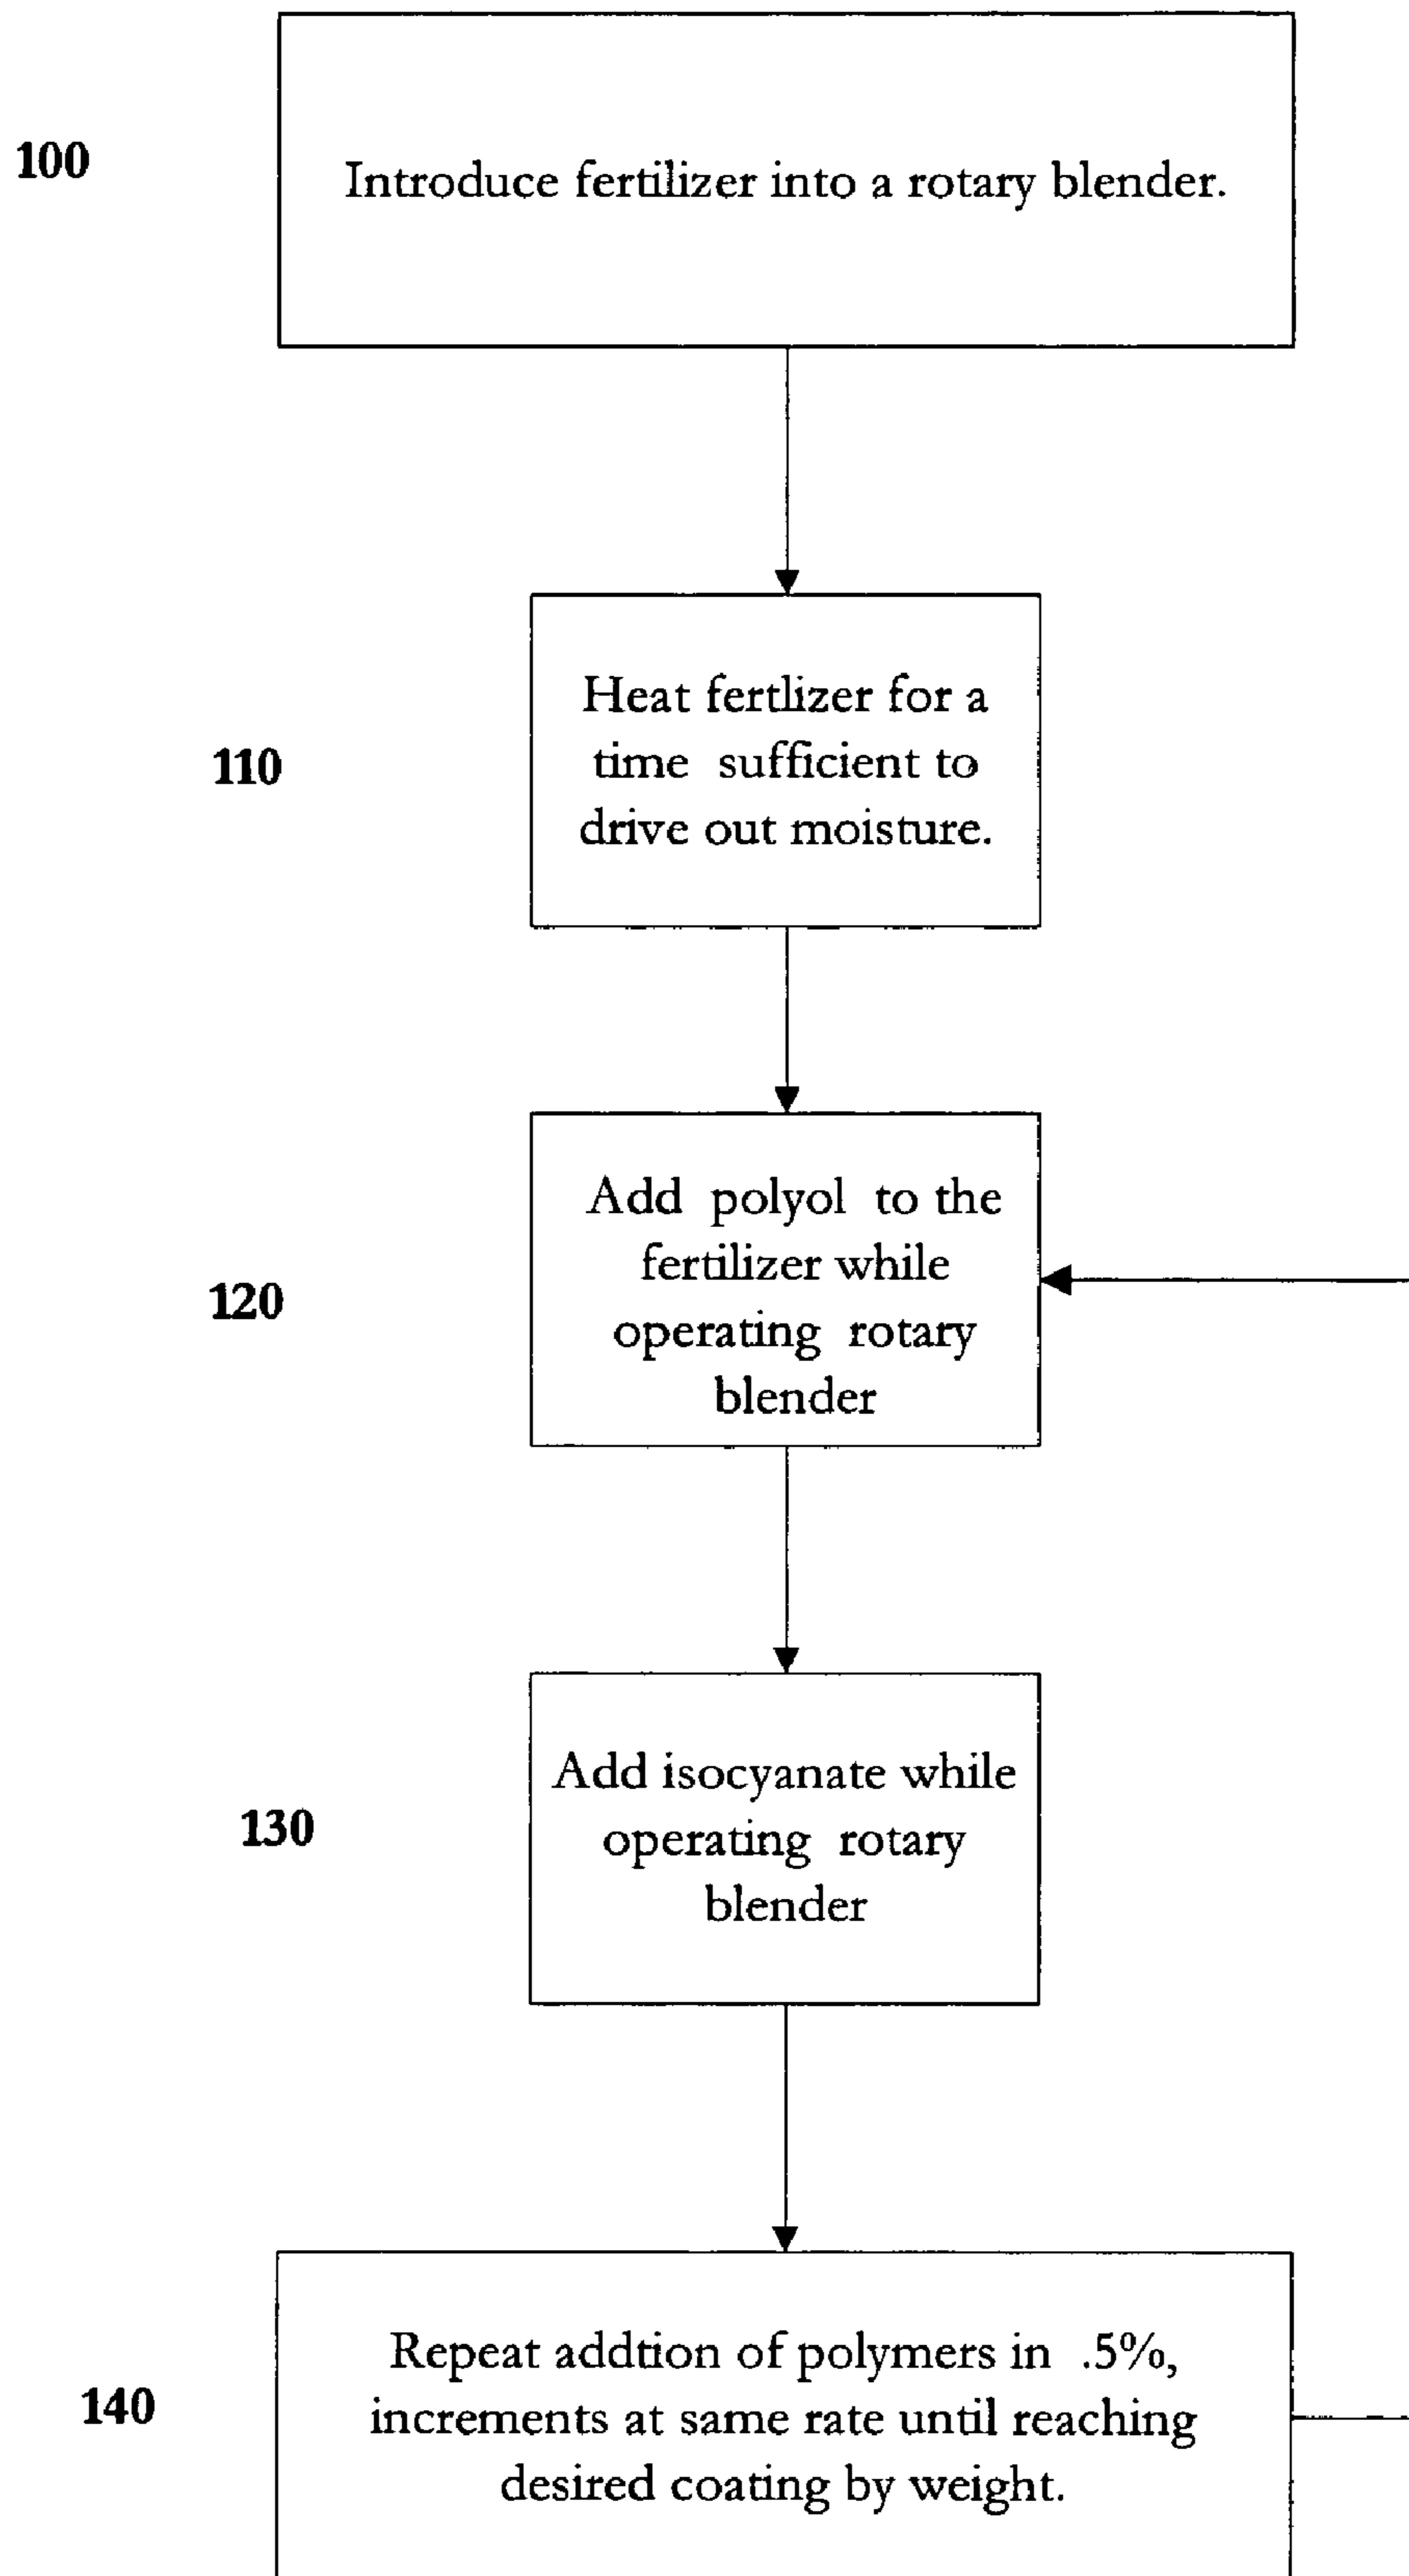 100
Introduce fertilizer into a rotary blender.
110
Heat fertlizer for a
time sufficient to
drive out moisture.
120
Add polyol to the
fertilizer while
operating rotary
blender
130
Add isocyanate while
operating rotary
blender
140
Repeat addtion of polymers in .5%,
increments at same rate until reaching
desired coating by weight.